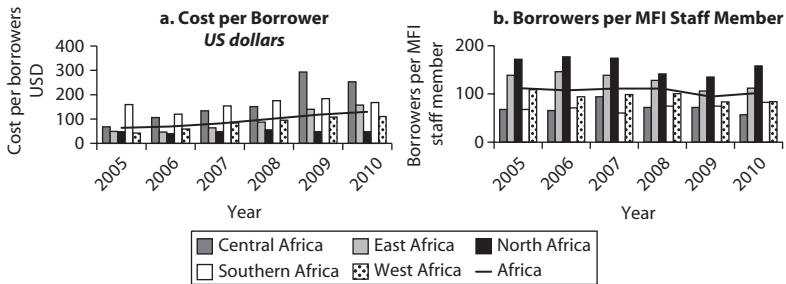 a. Cost per Borrower
US dollars
Cost per borrowers
USD
400
300
200
100
0
2005
2006
2007
2008
2009
2010
Year
b. Borrowers per MFI Staff Member
Borrowers per MFI
staff member
200
100
0
2005
2006
2007
2008
2009
2010
Year
Central Africa East Africa North Africa
Southern Africa West Africa Africa